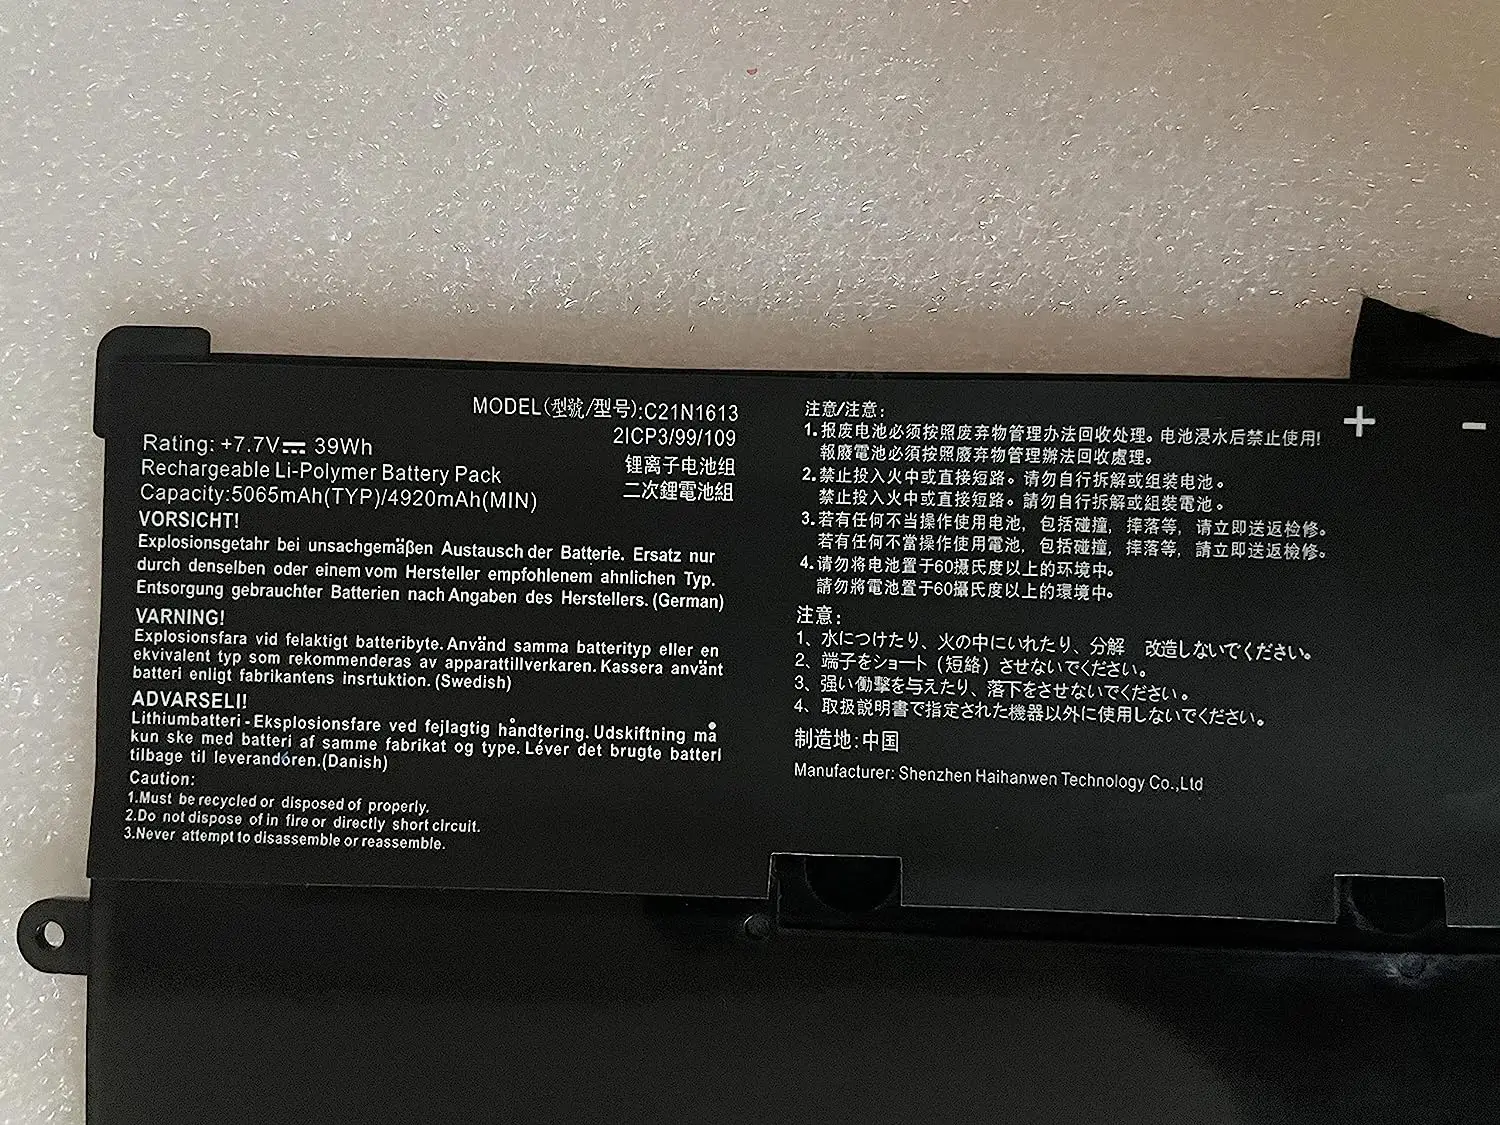 MODEL(型號/型号):C21N1613
2ICP3/99/109
Rating: +7.7V⎓ 39Wh
锂离子电池组
Rechargeable Li-Polymer Battery Pack
二次鋰電池組
Capacity:5065mAh(TYP)/4920mAh(MIN)
VORSICHT!
Explosionsgetahr bei unsachgemäβen Austausch der Batterie. Ersatz nur
durch denselben oder einem vom Hersteller empfohlenem ahnlichen Typ.
Entsorgung gebrauchter Batterien nach Angaben des Herstellers. (German)
VARNING!
Explosionsfara vid felaktigt batteribyte. Använd samma batterityp eller en
ekvivalent typ som rekommenderas av apparattillverkaren. Kassera använt
batteri enligt fabrikantens insrtuktion. (Swedish)
ADVARSELI!
Lithiumbatteri - Eksplosionsfare ved fejlagtig håndtering. Udskiftning må
kun ske med batteri af samme fabrikat og type. Léver det brugte batterI
tilbage til leverandóren.(Danish)
Caution:
1.Must be recycled or disposed of properly.
2.Do not dispose of in fire or directly short clrcuit.
3.Never attempt to disassemble or reassemble.
注意/注意:
1.报废电池必须按照废弃物管理办法回收处理。电池浸水后禁止使用!
報廢電池必須按照廢弃物管理辦法回收處理。
2.禁止投入火中或直接短路。请勿自行拆解或组装电池。
禁止投入火中或直接短路。請勿自行拆解或組裝電池。
3.若有任何不当操作使用电池, 包括碰撞, 摔落等, 请立即送返检修。
若有任何不當操作使用電池, 包括碰撞, 摔落等, 請立即送返檢修。
4.请勿将电池置于60攝氏度以上的环境中。
請勿將電池置于60攝氏度以上的環境中。
注意:
1、水につけたり、火の中にいれたり、分解 改造しないてください。
2、端子をショート (短絡) させないでください。
3、强い働撃を与えたり、落下をさせないでください。
4、取扱説明書で指定された機器以外に使用しないでください。
制造地:中国
Manufacturer: Shenzhen Haihanwen Technology Co.,Ltd
+ −